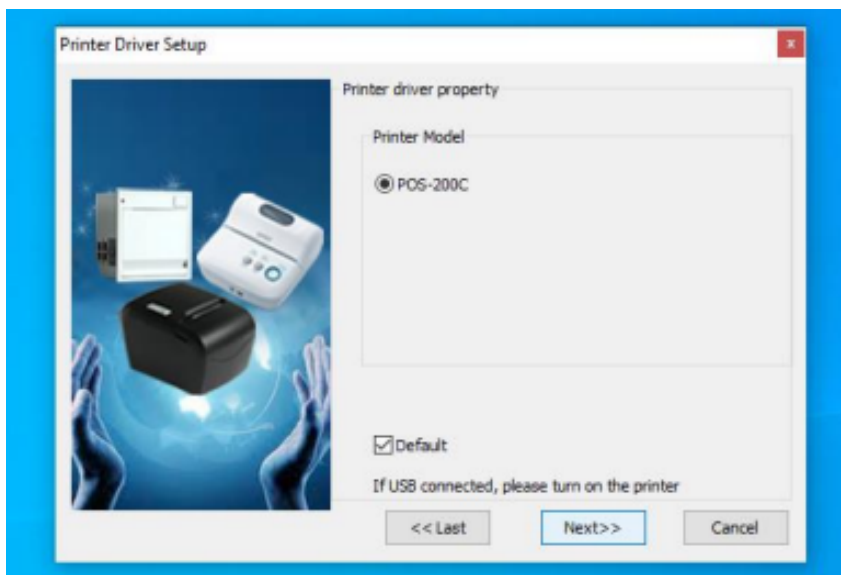 Printer Driver Setup
x
Printer driver property
Printer Model
POS-200C
Default
If USB connected, please turn on the printer
<<Last
Next>>
Cancel